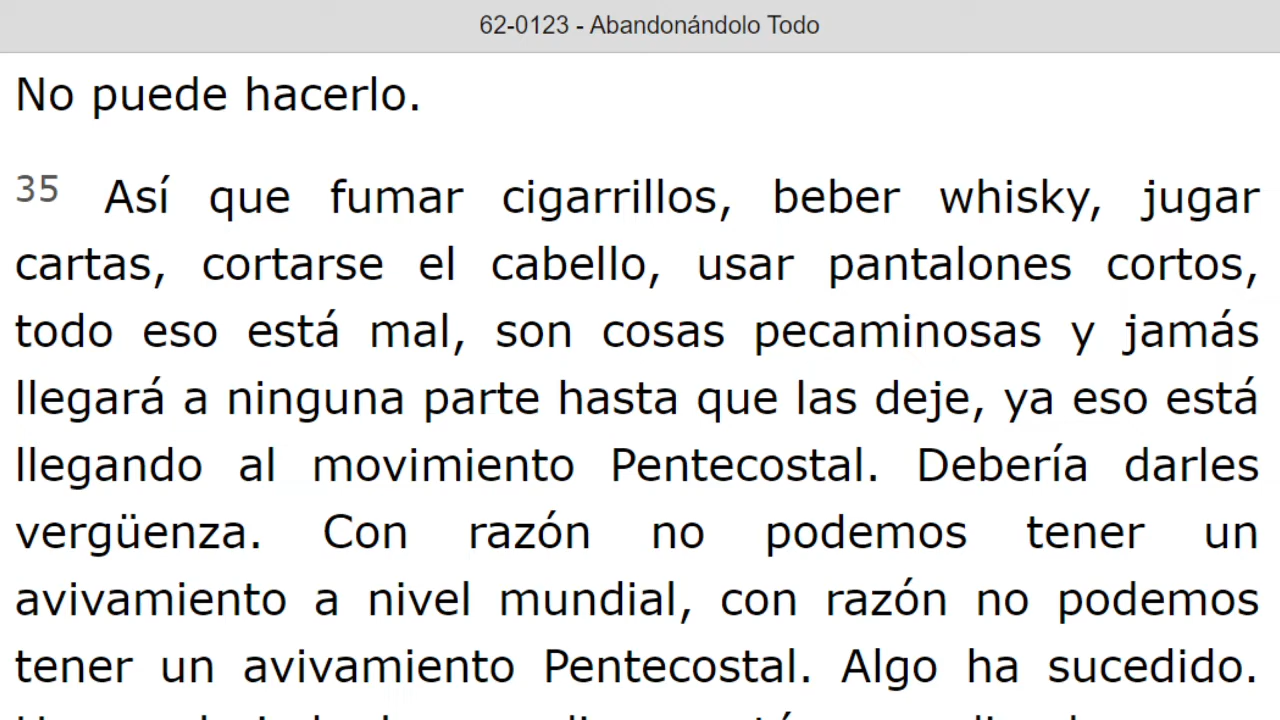 62-0123 - Abandonándolo Todo
No puede hacerlo.
35 Así que fumar cigarrillos, beber whisky, jugar
cartas, cortarse el cabello, usar pantalones cortos,
todo eso está mal, son cosas pecaminosas y jamás
llegará a ninguna parte hasta que las deje, ya eso está
llegando al movimiento Pentecostal. Debería darles
vergüenza. Con razón no podemos tener un
avivamiento a nivel mundial, con razón no podemos
tener un avivamiento Pentecostal. Algo ha sucedido.